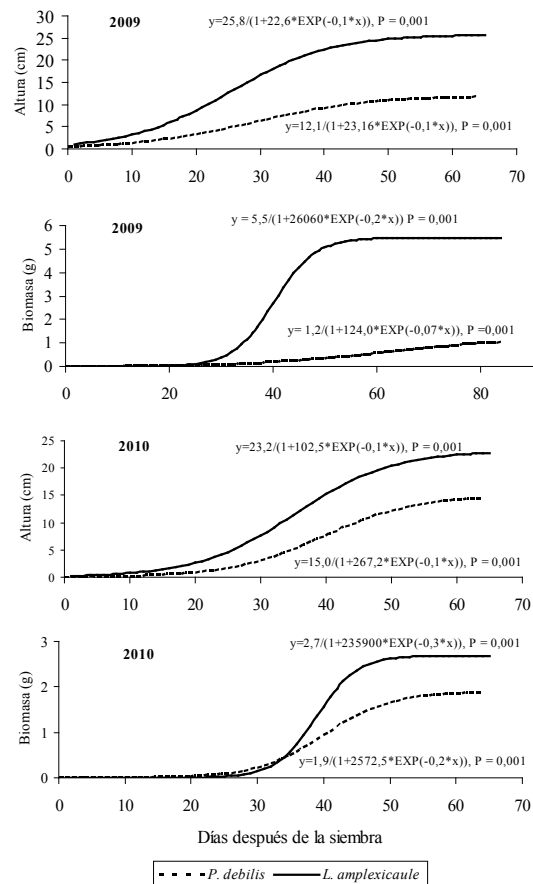 2009
y=25,8/(1+22,6*EXP(-0,1*x)), P = 0,001
Altura (cm)
30
25
20
15
10
5
0
y=12,1/(1+23,16*EXP(-0,1*x)), P = 0,001
0 10 20 30 40 50 60 70
2009
y = 5,5/(1+26060*EXP(-0,2*x)) P = 0,001
Biomasa (g)
6
5
4
3
2
1
0
y = 1,2/(1+124,0*EXP(-0,07*x)), P =0,001
0 20 40 60 80
2010
y=23,2/(1+102,5*EXP(-0,1*x)), P = 0,001
Altura (cm)
25
20
15
10
5
0
y=15,0/(1+267,2*EXP(-0,1*x)), P = 0,001
0 10 20 30 40 50 60 70
2010
y=2,7/(1+235900*EXP(-0,3*x)), P = 0,001
Biomasa (g)
3
2
1
0
y=1,9/(1+2572,5*EXP(-0,2*x)), P = 0,001
0 10 20 30 40 50 60 70
Días después de la siembra
P. debilis L. amplexicaule